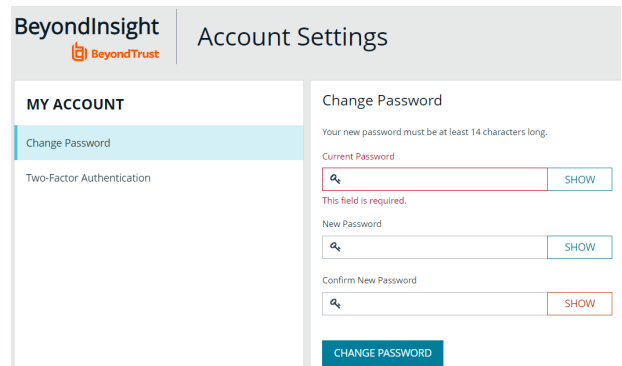 BeyondInsight
BeyondTrust
Account Settings
MY ACCOUNT
Change Password
Two-Factor Authentication
Change Password
Your new password must be at least 14 characters long.
Current Password
SHOW
This field is required.
New Password
SHOW
Confirm New Password
SHOW
CHANGE PASSWORD